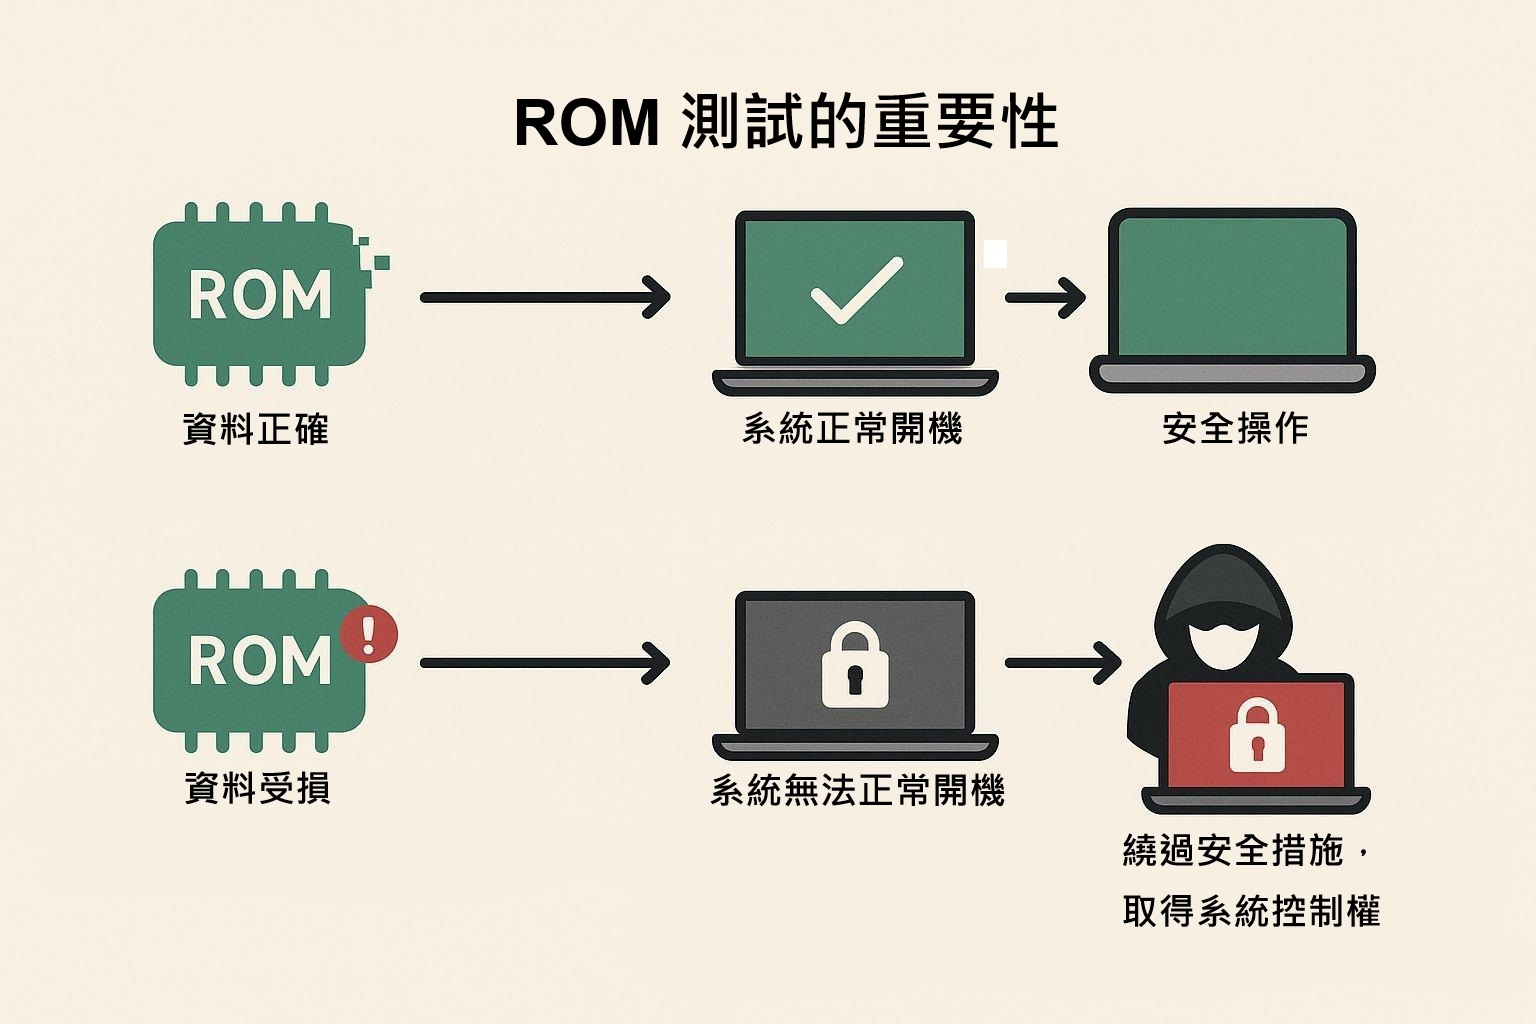 ROM 測試的重要性
ROM
資料正確
系統正常開機
安全操作
ROM
!
資料受損
系統無法正常開機
繞過安全措施，
取得系統控制權